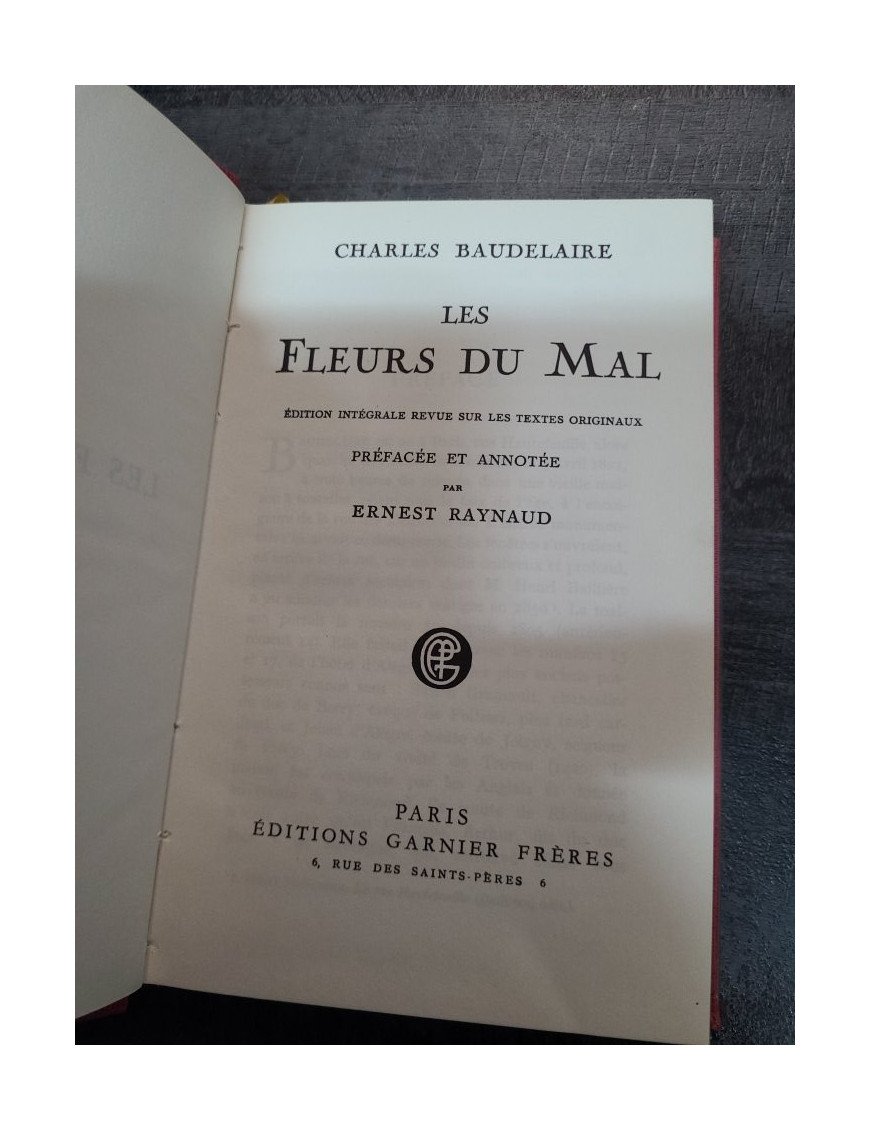 CHARLES BAUDELAIRE
LES
FLEURS DU MAL
ÉDITION INTÉGRALE REVUE SUR LES TEXTES ORIGINAUX
PRÉFACÉE ET ANNOTÉE
PAR
ERNEST RAYNAUD
PARIS
ÉDITIONS GARNIER FRÈRES
6, RUE DES SAINTS-PÈRES 6